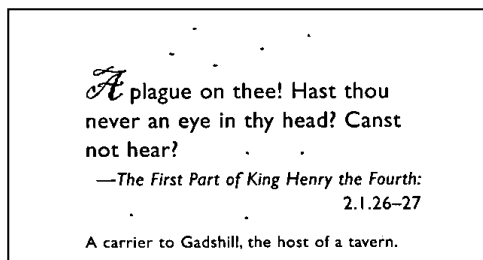 A plague on thee! Hast thou
never an eye in thy head? Canst
not hear?
—The First Part of King Henry the Fourth:
2.1.26–27
A carrier to Gadshill, the host of a tavern.